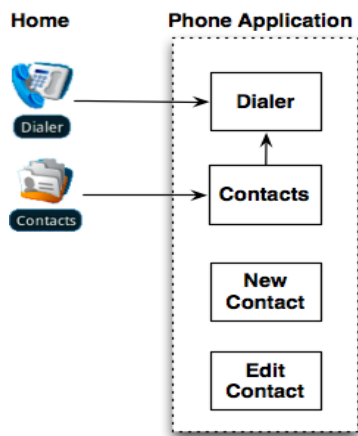 Home
Phone Application
Dialer
Dialer
Contacts
Contacts
New
Contact
Edit
Contact